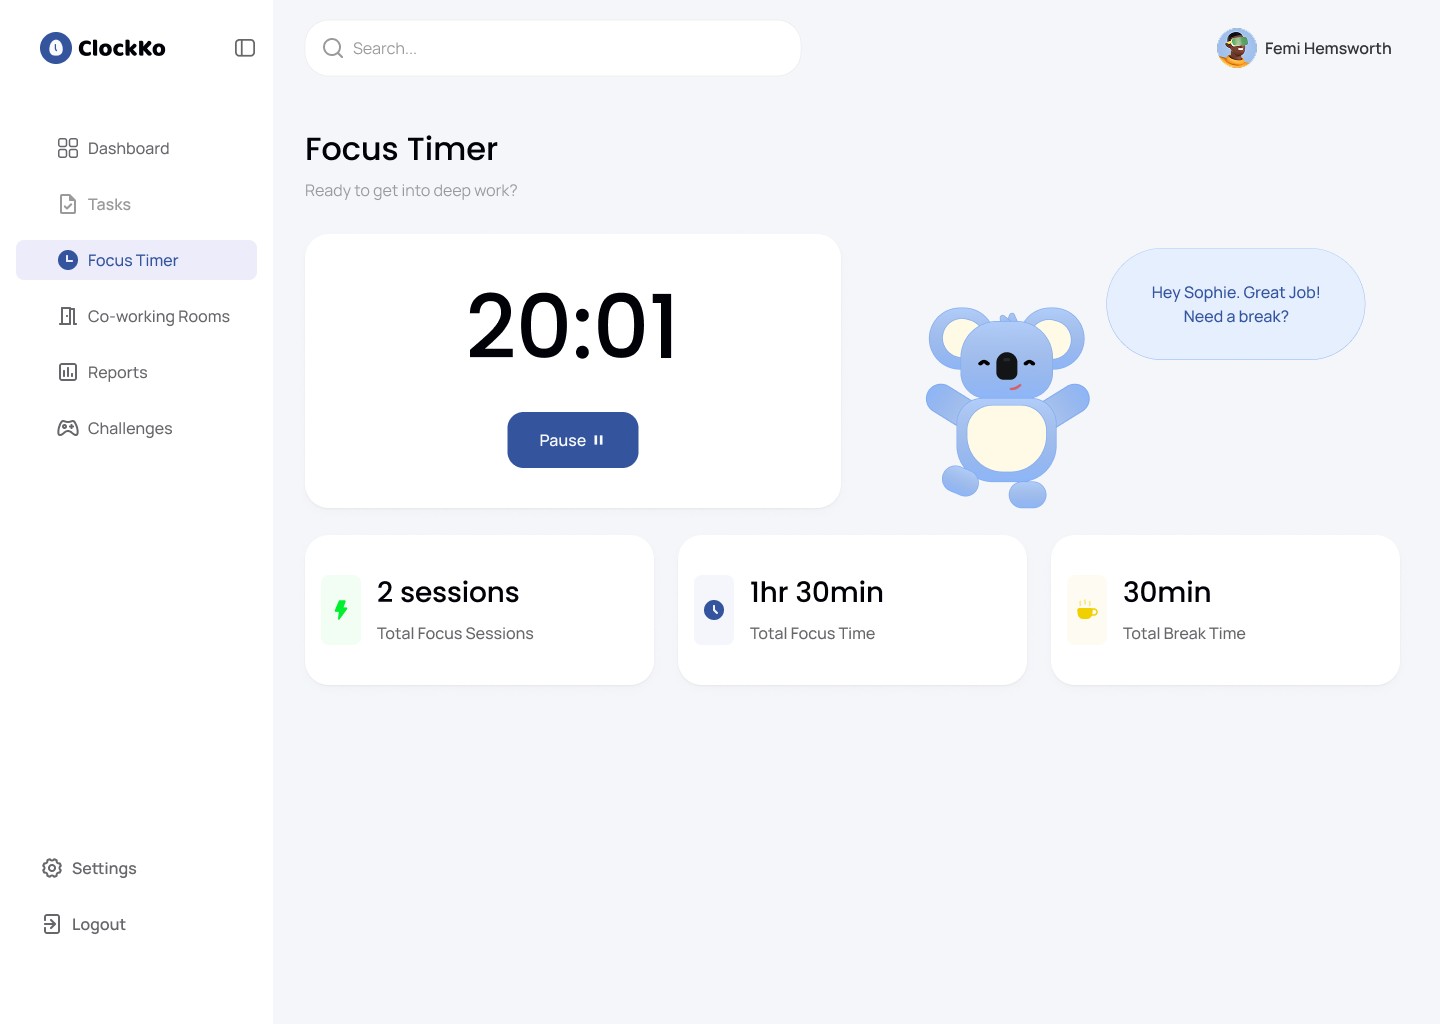 ClockKo
Search...
Femi Hemsworth
Dashboard
Tasks
Focus Timer
Co-working Rooms
Reports
Challenges
Settings
Logout
Focus Timer
Ready to get into deep work?
20:01
Pause
Hey Sophie. Great Job!
Need a break?
2 sessions
Total Focus Sessions
1hr 30min
Total Focus Time
30min
Total Break Time